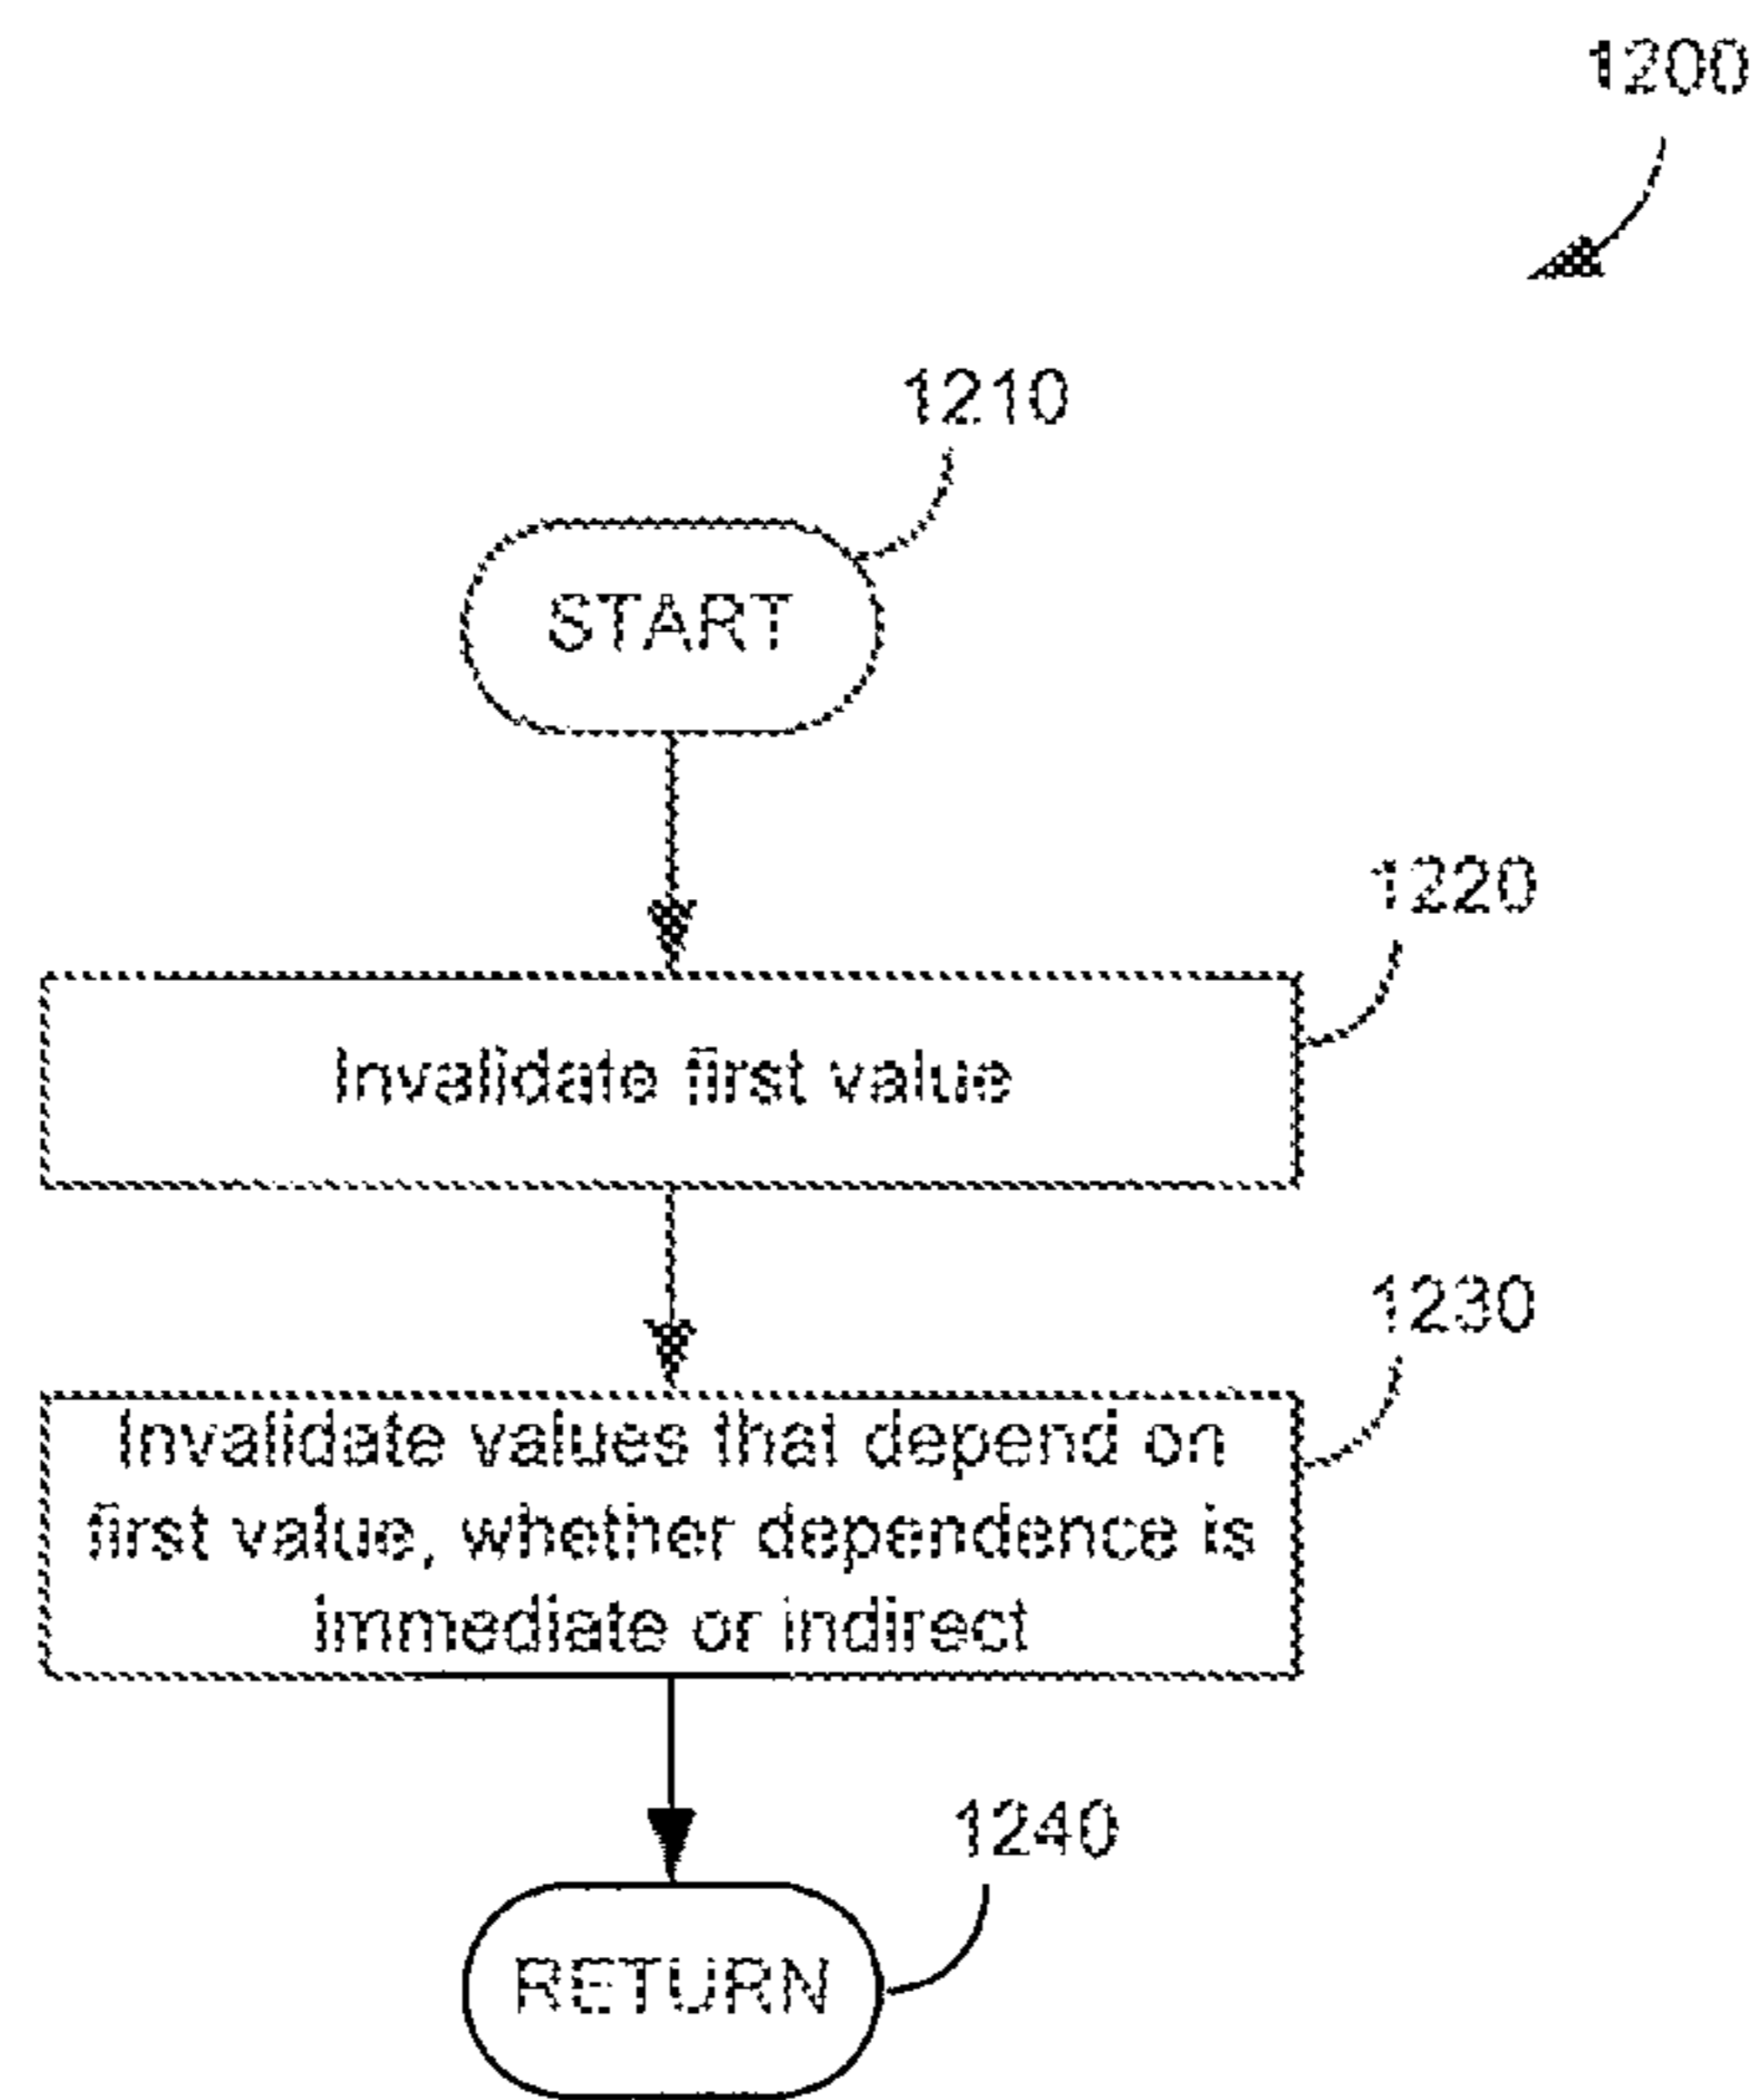 1200
1210
START
1220
Invalidate first value
1230
Invalidate values that depend on
first value, whether dependence is
immediate or indirect
1240
RETURN